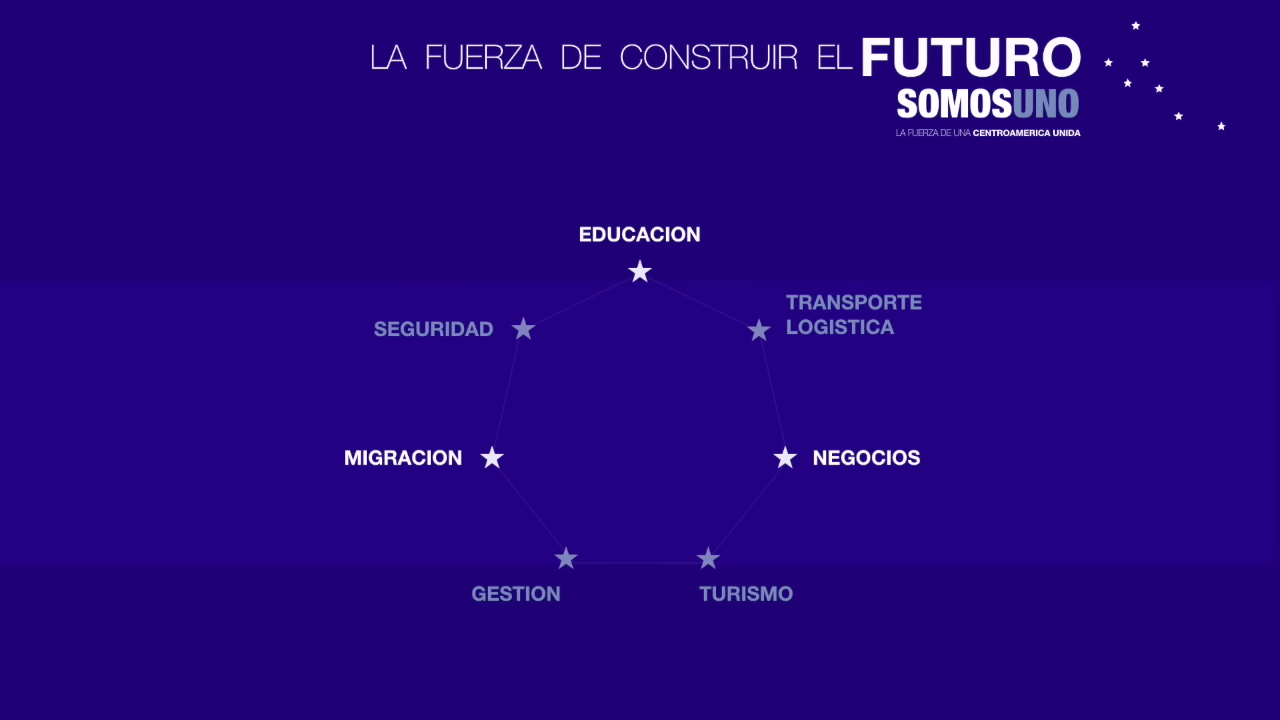 LA FUERZA DE CONSTRUIR EL FUTURO
SOMOSUNO
LA FUERZA DE UNA CENTROAMERICA UNIDA
EDUCACION
TRANSPORTE
LOGISTICA
SEGURIDAD
MIGRACION
NEGOCIOS
GESTION
TURISMO